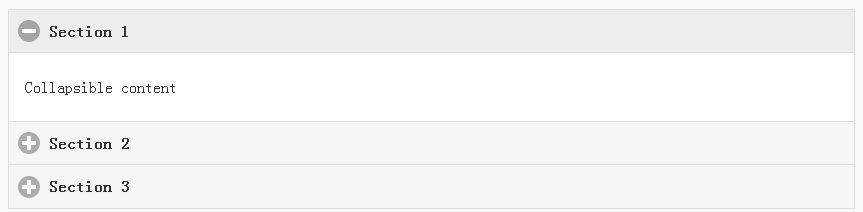 Section 1
Collapsible content
Section 2
Section 3